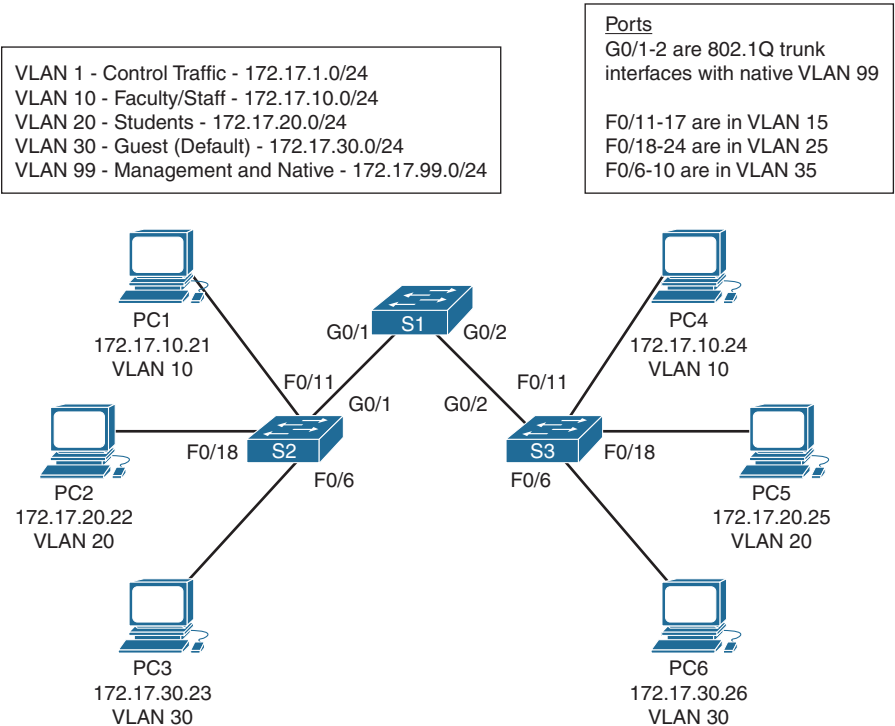 VLAN 1 - Control Traffic - 172.17.1.0/24
VLAN 10 - Faculty/Staff - 172.17.10.0/24
VLAN 20 - Students - 172.17.20.0/24
VLAN 30 - Guest (Default) - 172.17.30.0/24
VLAN 99 - Management and Native - 172.17.99.0/24
Ports
G0/1-2 are 802.1Q trunk
interfaces with native VLAN 99
F0/11-17 are in VLAN 15
F0/18-24 are in VLAN 25
F0/6-10 are in VLAN 35
PC1
172.17.10.21
VLAN 10
S1
G0/1
G0/2
PC4
172.17.10.24
VLAN 10
F0/11
G0/1
G0/2
F0/11
F0/18
S2
F0/6
S3
F0/18
F0/6
PC2
172.17.20.22
VLAN 20
PC5
172.17.20.25
VLAN 20
PC3
172.17.30.23
VLAN 30
PC6
172.17.30.26
VLAN 30